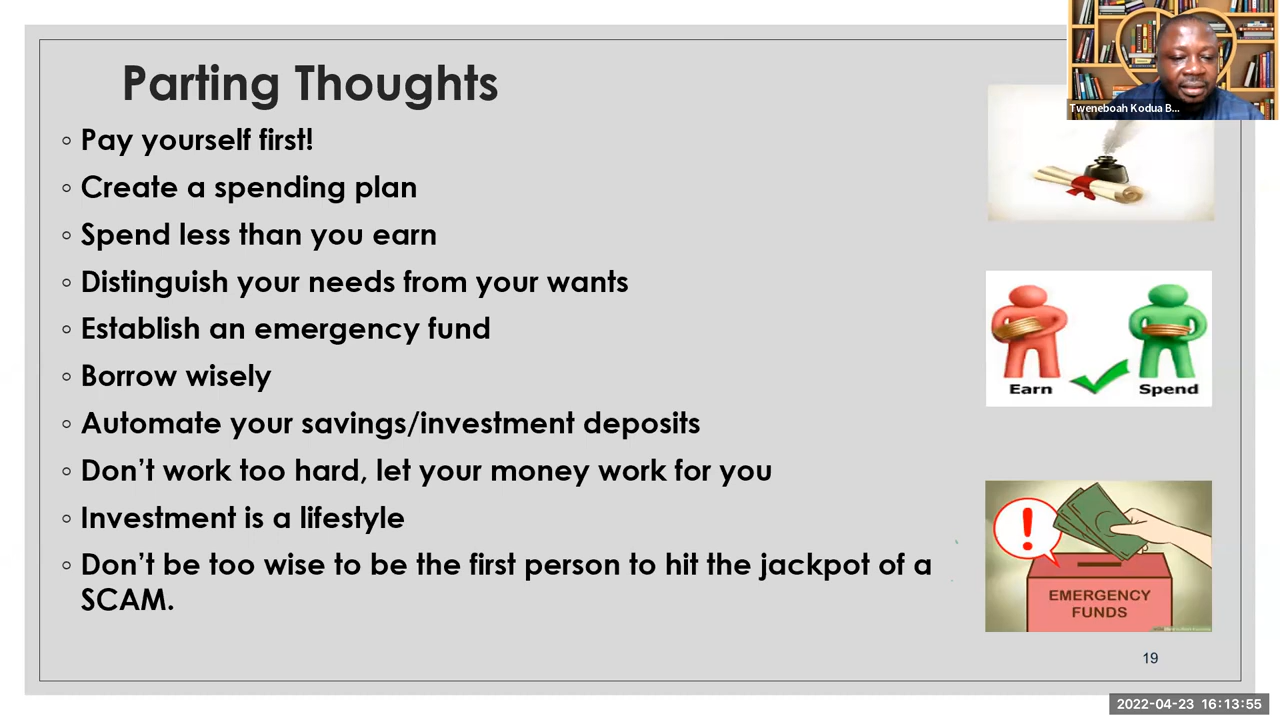 Parting Thoughts
Tweneboah Kodua B...
◦ Pay yourself first!
◦ Create a spending plan
◦ Spend less than you earn
◦ Distinguish your needs from your wants
◦ Establish an emergency fund
◦ Borrow wisely
◦ Automate your savings/investment deposits
◦ Don’t work too hard, let your money work for you
◦ Investment is a lifestyle
◦ Don’t be too wise to be the first person to hit the jackpot of a
SCAM.
Earn
Spend
!
EMERGENCY
FUNDS
19
2022-04-23 16:13:55